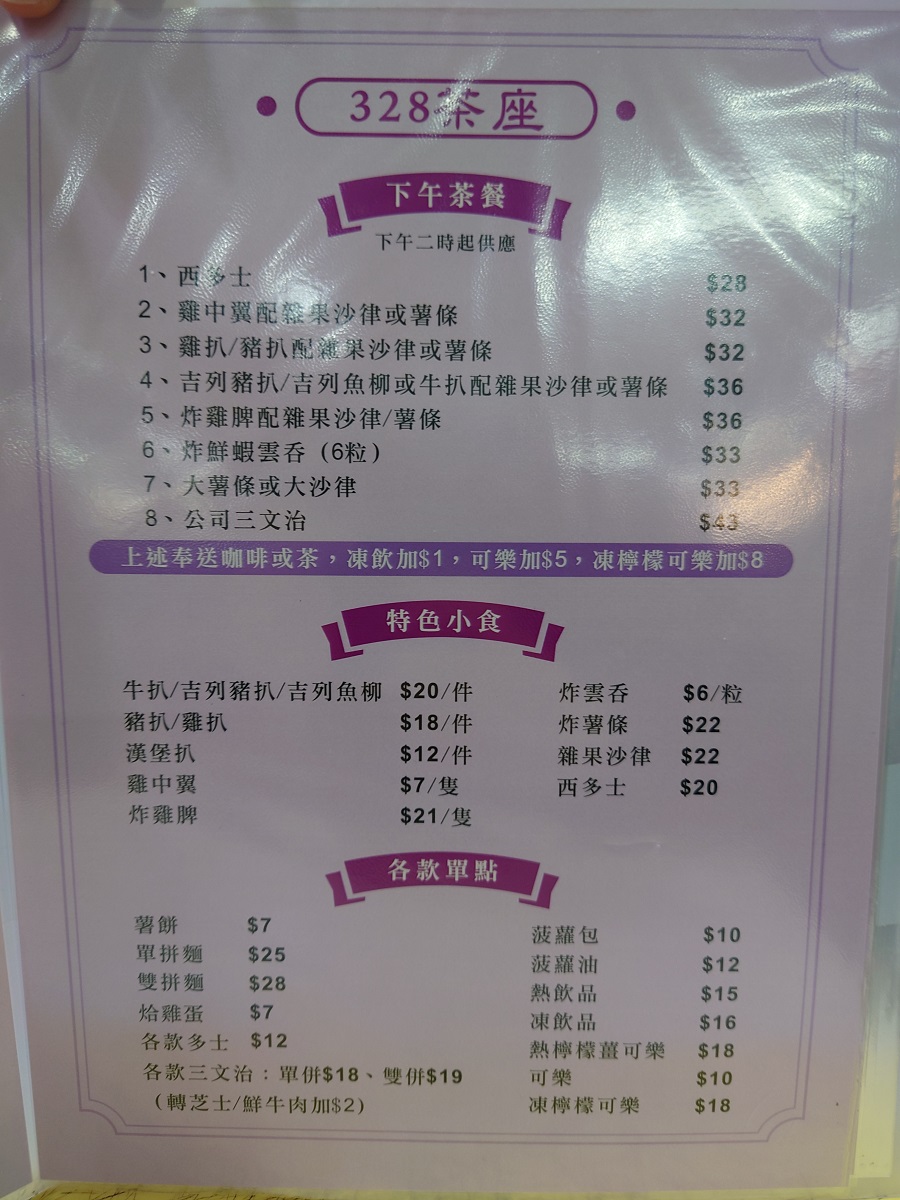 328茶座
下午茶餐
下午二時起供應
1、西多士 $28
2、雞中翼配雜果沙律或薯條 $32
3、雞扒/豬扒配雜果沙律或薯條 $32
4、吉列豬扒/吉列魚柳或牛扒配雜果沙律或薯條 $36
5、炸雞脾配雜果沙律/薯條 $36
6、炸鮮蝦雲吞（6粒） $33
7、大薯條或大沙律 $33
8、公司三文治 $43
上述奉送咖啡或茶，凍飲加$1，可樂加$5，凍檸檬可樂加$8
特色小食
牛扒/吉列豬扒/吉列魚柳 $20/件
豬扒/雞扒 $18/件
漢堡扒 $12/件
雞中翼 $7/隻
炸雞脾 $21/隻
炸雲吞 $6/粒
炸薯條 $22
雜果沙律 $22
西多士 $20
各款單點
薯餅 $7
單拼麵 $25
雙拼麵 $28
烚雞蛋 $7
各款多士 $12
各款三文治：單併$18、雙併$19
（轉芝士/鮮牛肉加$2）
菠蘿包 $10
菠蘿油 $12
熱飲品 $15
凍飲品 $16
熱檸檬薑可樂 $18
可樂 $10
凍檸檬可樂 $18